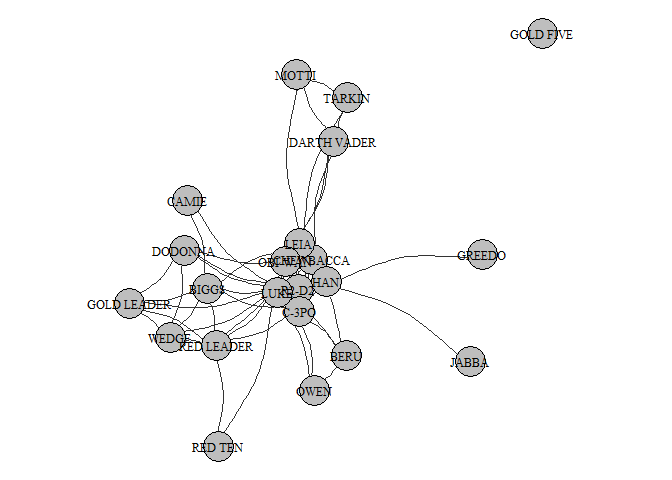 GOLD FIVE
MOTTI
TARKIN
DARTH VADER
CAMIE
LEIA
DODONNA
OBI-WAN
CHEWBACCA
GREEDO
HAN
BIGGS
LUKE
R2-D2
GOLD LEADER
C-3PO
WEDGE
RED LEADER
BERU
JABBA
OWEN
RED TEN